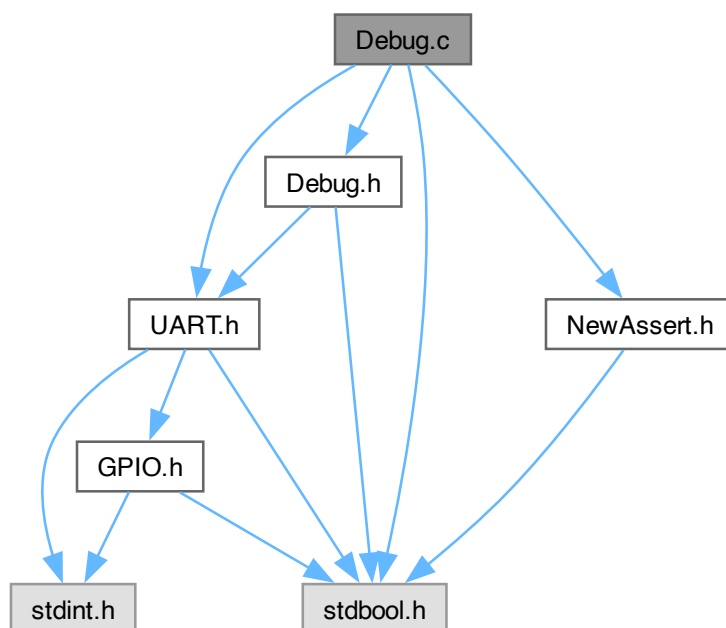 Debug.c
Debug.h
UART.h
NewAssert.h
GPIO.h
stdint.h
stdbool.h